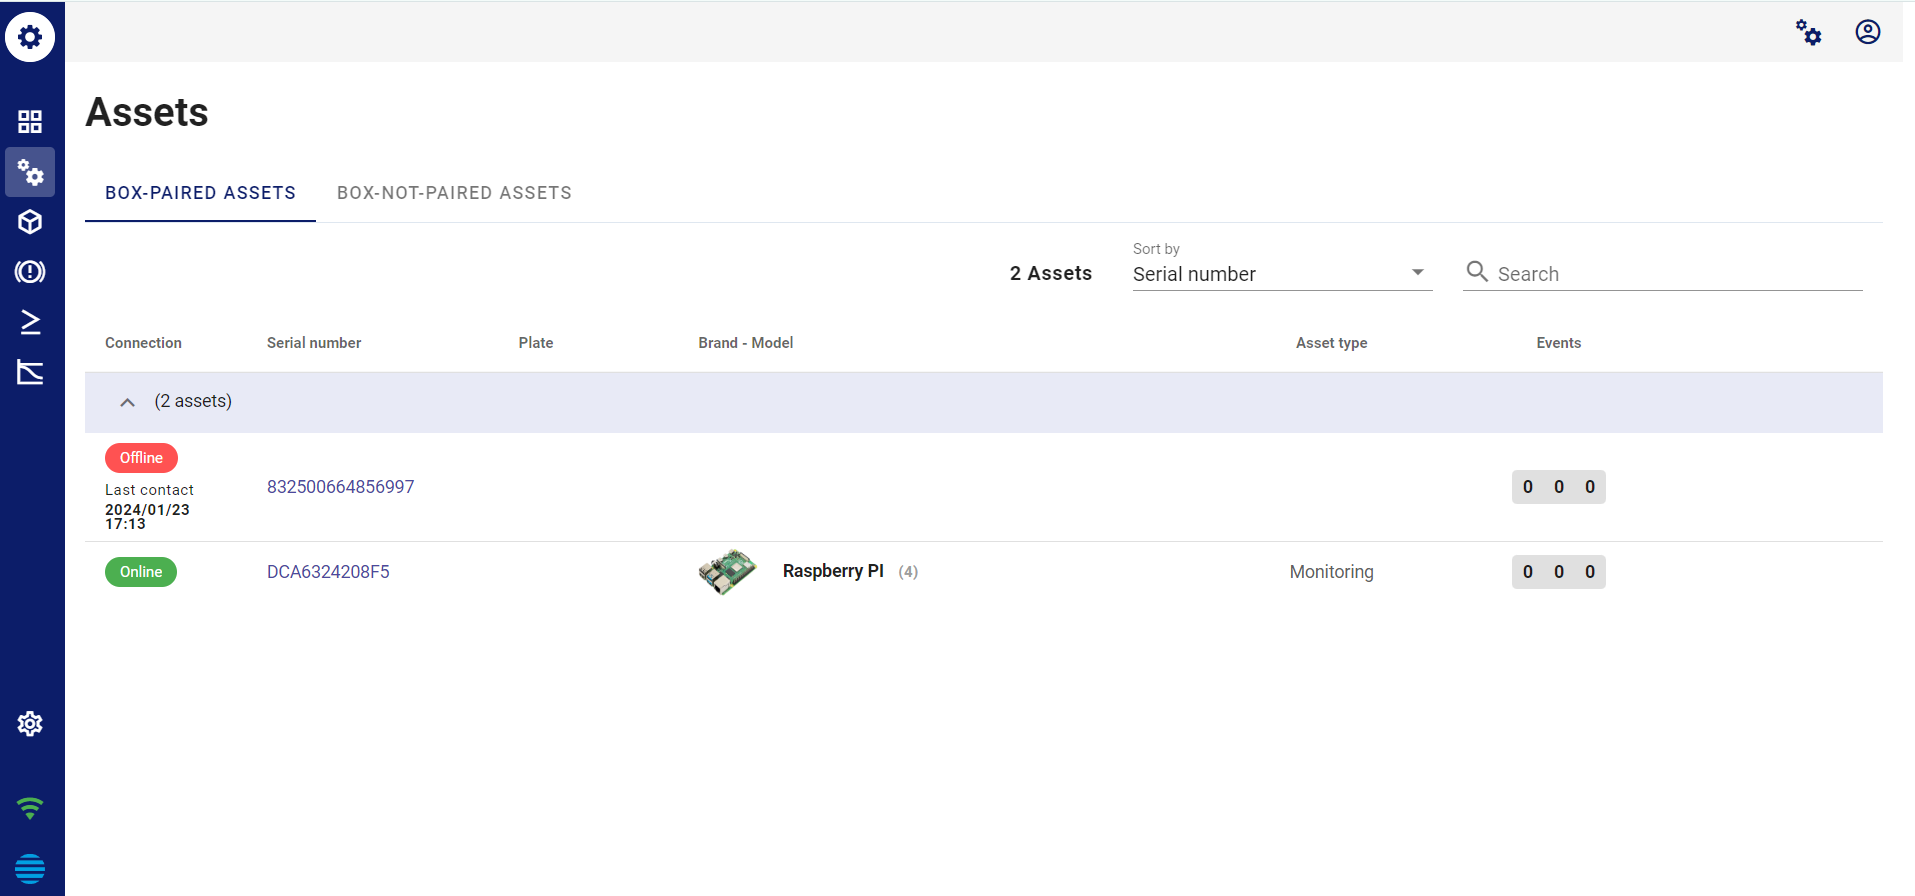 Assets
BOX-PAIRED ASSETS BOX-NOT-PAIRED ASSETS
2 Assets
Sort by
Serial number
Search
Connection Serial number Plate Brand - Model Asset type Events
(2 assets)
Offline
Last contact
2024/01/23
17:13
832500664856997
0 0 0
Online
DCA6324208F5
Raspberry PI (4)
Monitoring
0 0 0